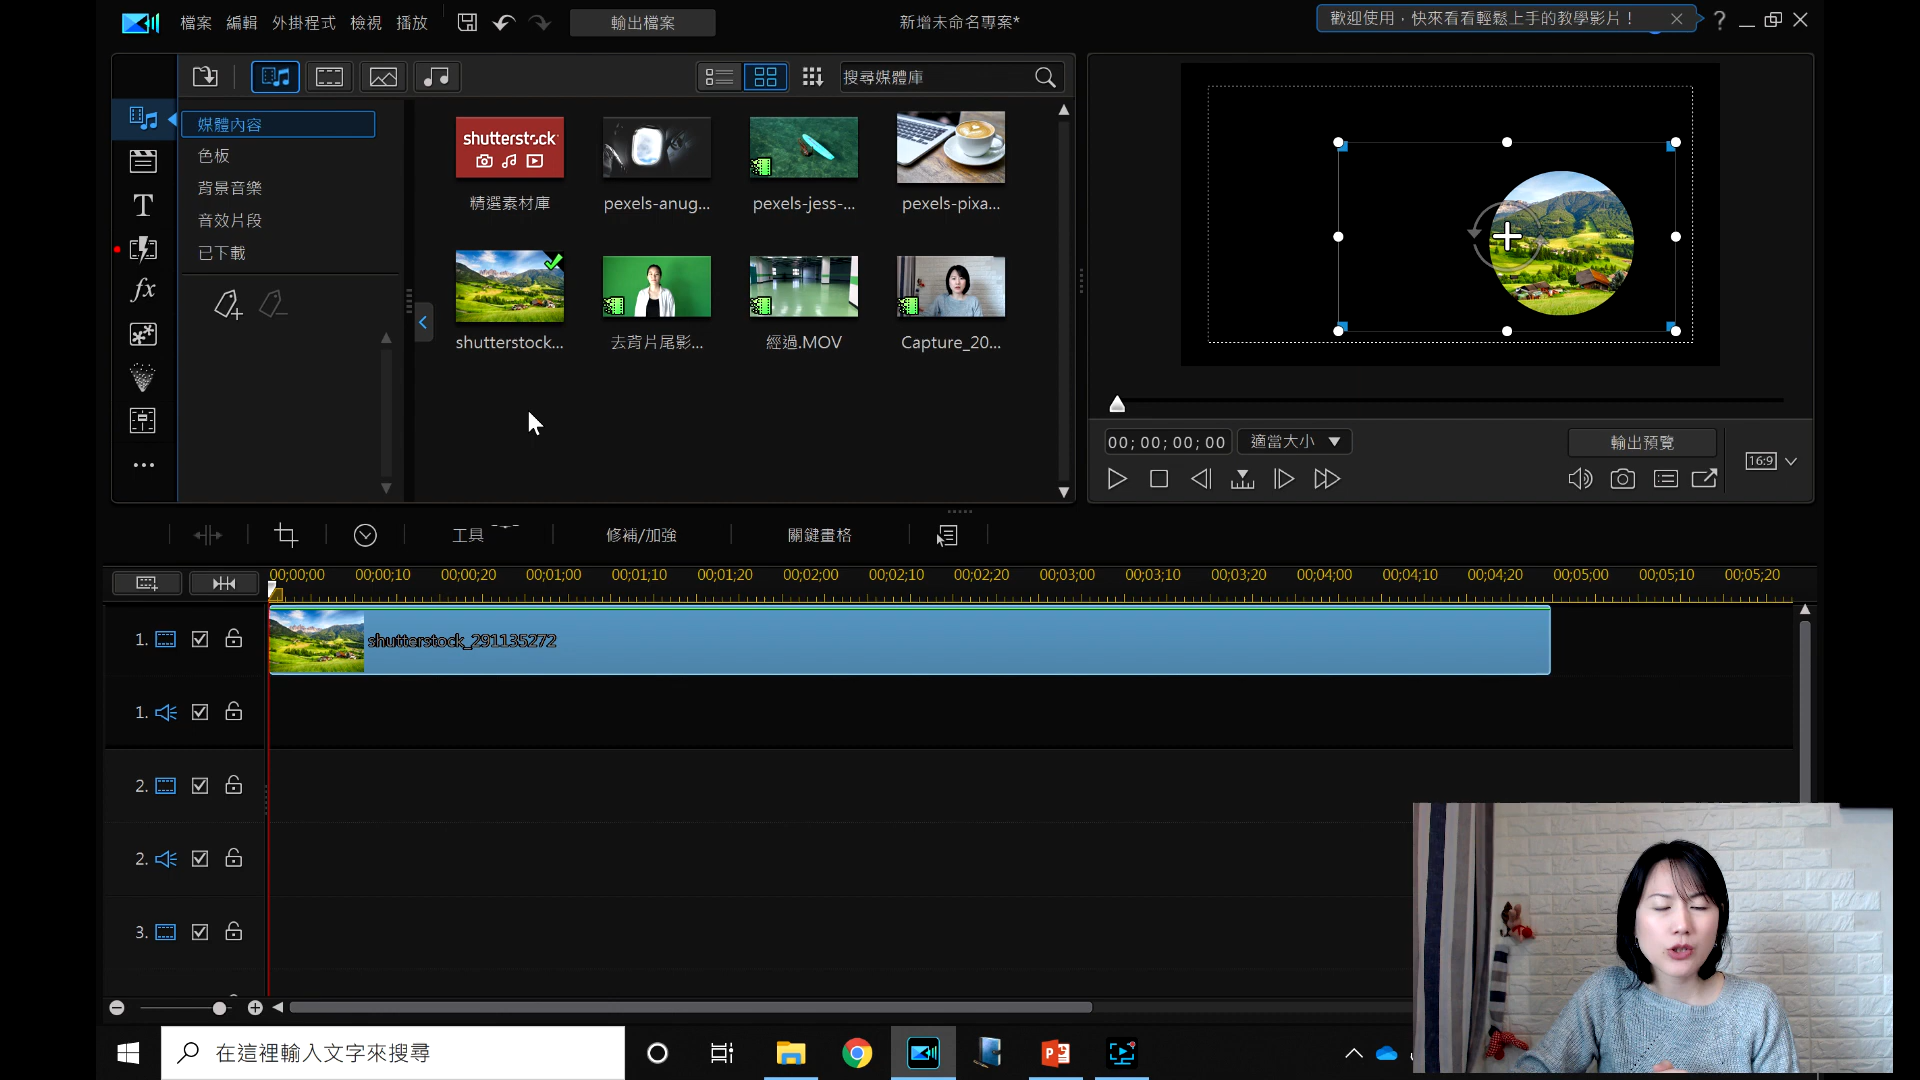 檔案 編輯 外掛程式 檢視 播放
輸出檔案
新增未命名專案*
歡迎使用，快來看看輕鬆上手的教學影片！
?
搜尋媒體庫
媒體內容
色板
背景音樂
音效片段
已下載
T
fx
shutterstock
精選素材庫
pexels-anug...
pexels-jess-...
pexels-pixa...
shutterstock...
去背片尾影...
經過.MOV
Capture_20...
00;00;00;00
適當大小
輸出預覽
16:9
工具
修補/加強
關鍵畫格
00;00;00 00;00;10 00;00;20 00;01;00 00;01;10 00;01;20 00;02;00 00;02;10 00;02;20 00;03;00 00;03;10 00;03;20 00;04;00 00;04;10 00;04;20 00;05;00 00;05;10 00;05;20
1.
shutterstock_291135272
1.
2.
2.
3.
在這裡輸入文字來搜尋